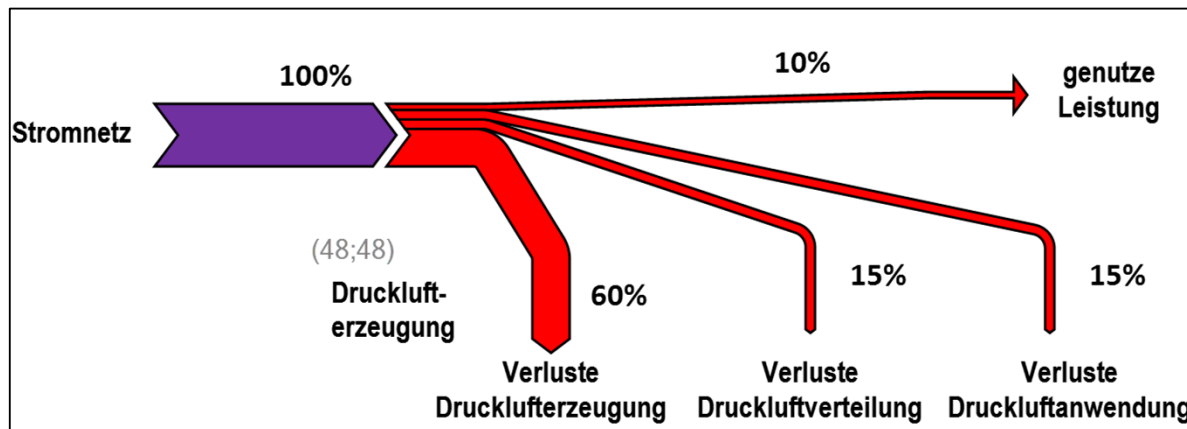 100%
10%
genutze
Leistung
Stromnetz
(48;48)
Druckluft-
erzeugung
60%
15%
15%
Verluste
Drucklufterzeugung
Verluste
Druckluftverteilung
Verluste
Druckluftanwendung